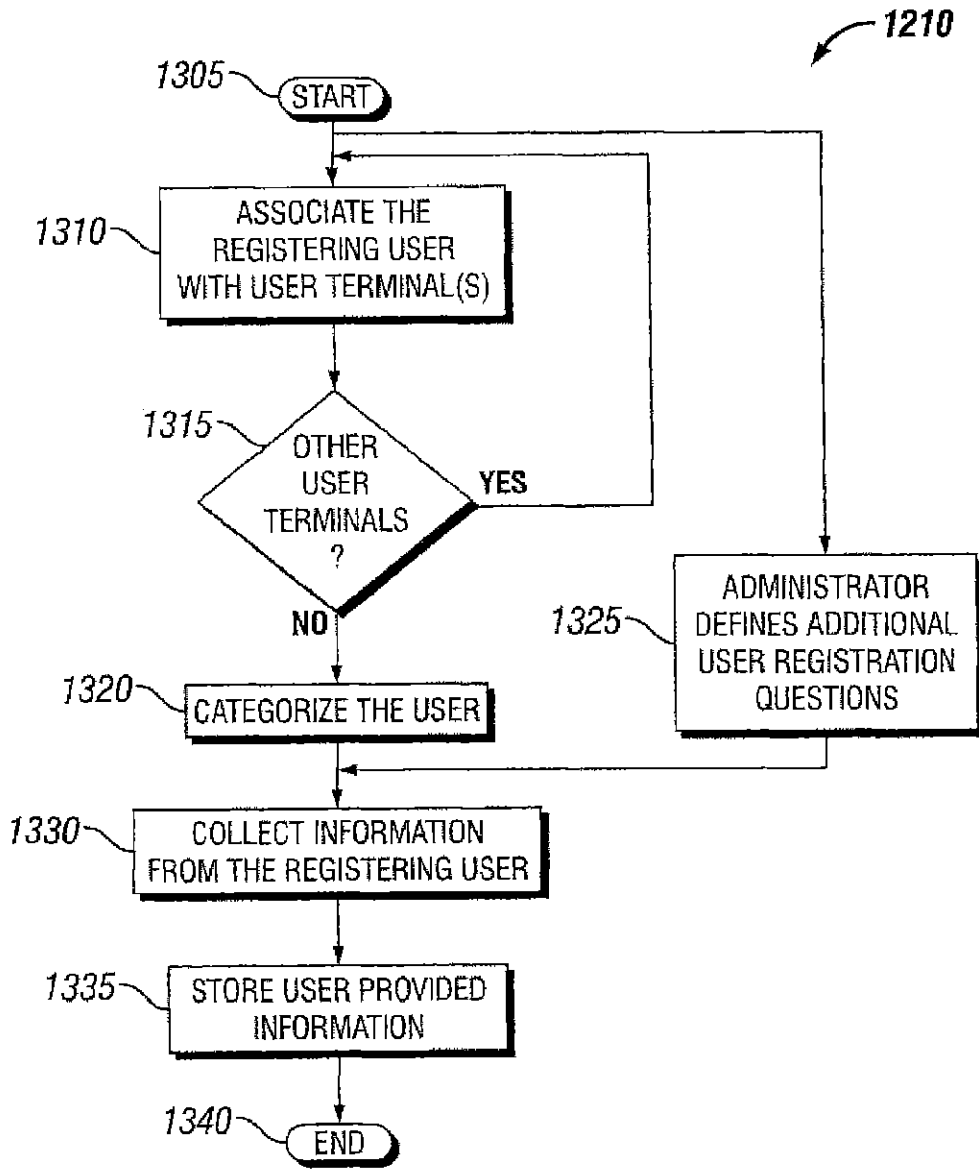 1210
1305
START
1310
ASSOCIATE THE
REGISTERING USER
WITH USER TERMINAL(S)
1315
OTHER
USER
TERMINALS
?
YES
NO
1325
ADMINISTRATOR
DEFINES ADDITIONAL
USER REGISTRATION
QUESTIONS
1320
CATEGORIZE THE USER
1330
COLLECT INFORMATION
FROM THE REGISTERING USER
1335
STORE USER PROVIDED
INFORMATION
1340
END